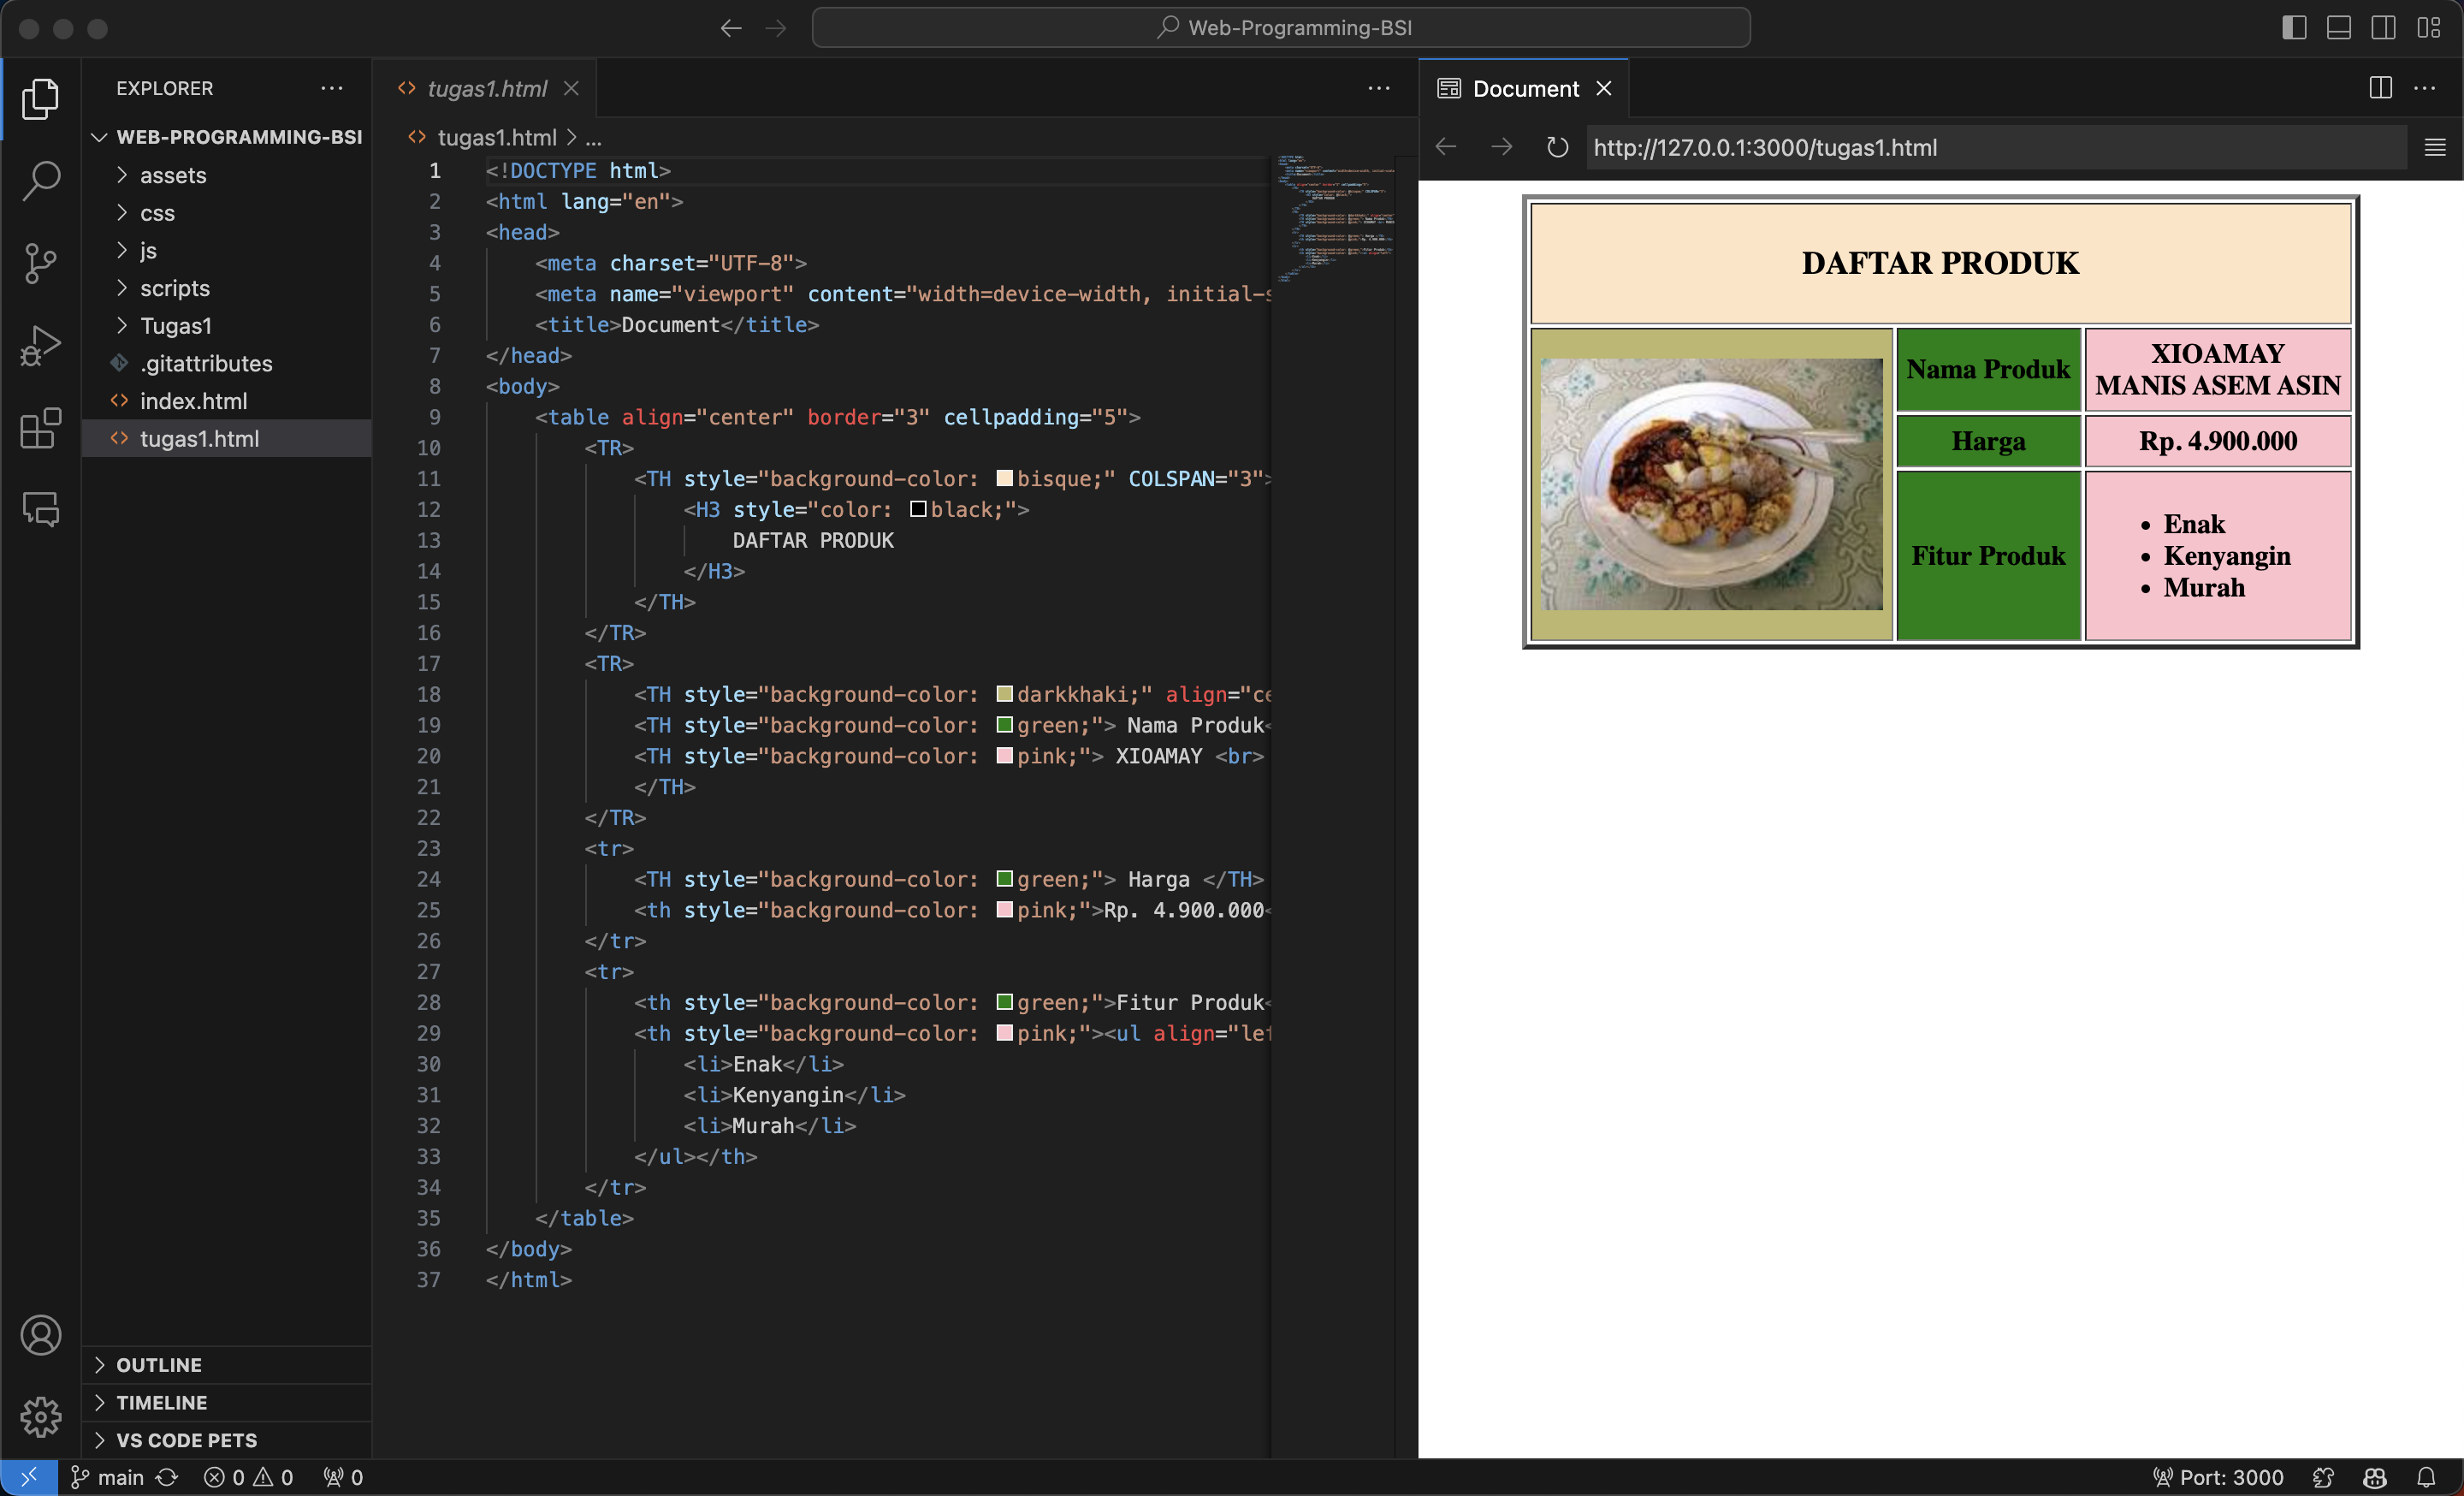 Web-Programming-BSI
EXPLORER
WEB-PROGRAMMING-BSI
assets
css
js
scripts
Tugas1
.gitattributes
index.html
tugas1.html
OUTLINE
TIMELINE
VS CODE PETS
tugas1.html
tugas1.html > ...
1 <!DOCTYPE html>
2 <html lang="en">
3 <head>
4 <meta charset="UTF-8">
5 <meta name="viewport" content="width=device-width, initial-s
6 <title>Document</title>
7 </head>
8 <body>
9 <table align="center" border="3" cellpadding="5">
10 <TR>
11 <TH style="background-color: bisque;" COLSPAN="3">
12 <H3 style="color: black;">
13 DAFTAR PRODUK
14 </H3>
15 </TH>
16 </TR>
17 <TR>
18 <TH style="background-color: darkkhaki;" align="ce
19 <TH style="background-color: green;"> Nama Produk<
20 <TH style="background-color: pink;"> XIOAMAY <br>
21 </TH>
22 </TR>
23 <tr>
24 <TH style="background-color: green;"> Harga </TH>
25 <th style="background-color: pink;">Rp. 4.900.000<
26 </tr>
27 <tr>
28 <th style="background-color: green;">Fitur Produk<
29 <th style="background-color: pink;"><ul align="lef
30 <li>Enak</li>
31 <li>Kenyangin</li>
32 <li>Murah</li>
33 </ul></th>
34 </tr>
35 </table>
36 </body>
37 </html>
Document
http://127.0.0.1:3000/tugas1.html
DAFTAR PRODUK
Nama Produk
XIOAMAY
MANIS ASEM ASIN
Harga
Rp. 4.900.000
Fitur Produk
• Enak
• Kenyangin
• Murah
main 0 0 0
Port: 3000